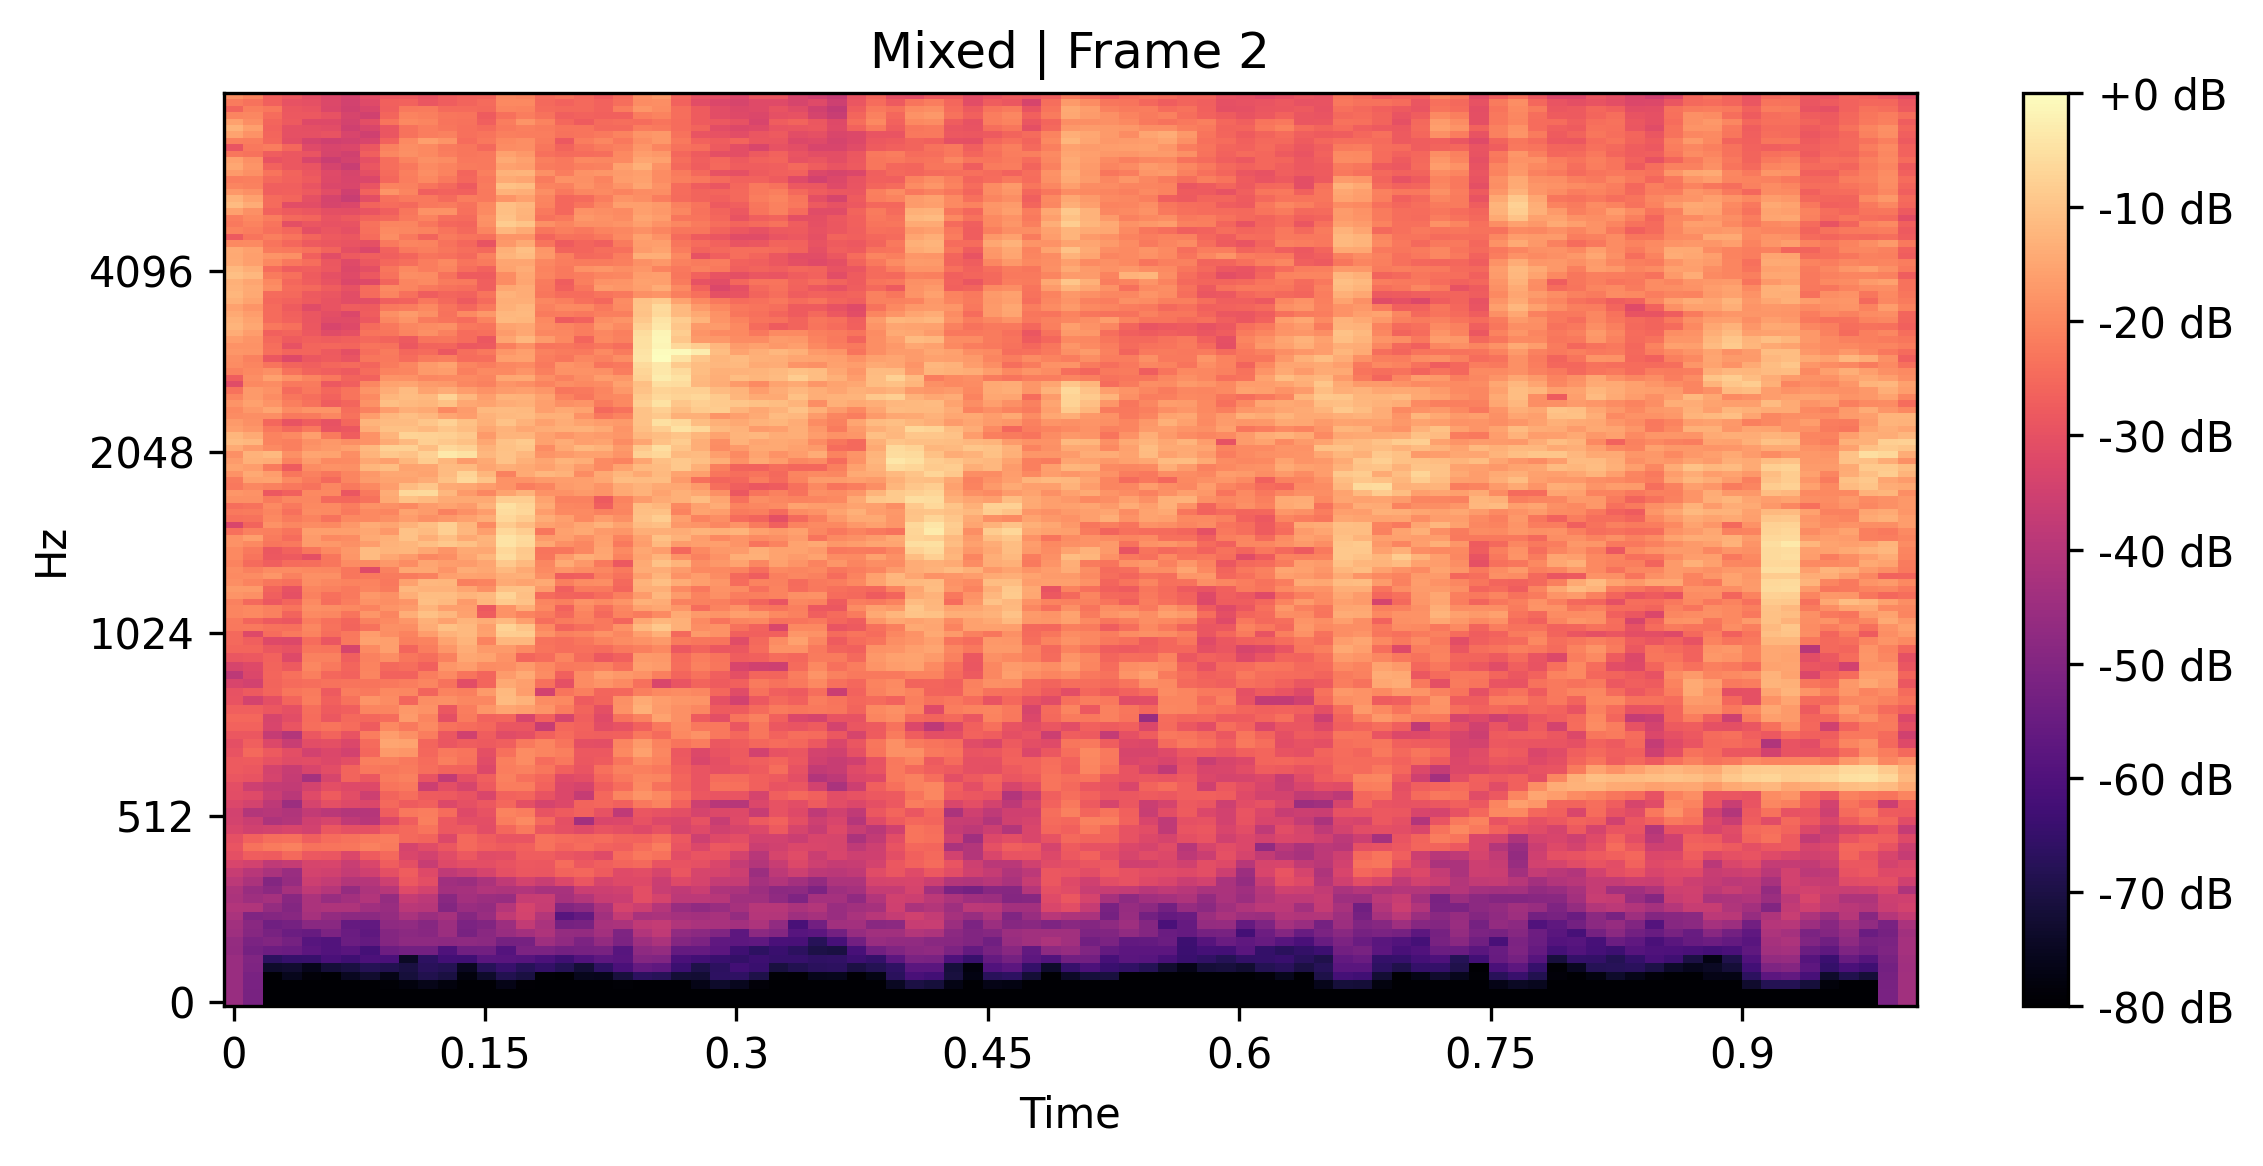 Mixed | Frame 2
+0 dB
-10 dB
-20 dB
-30 dB
-40 dB
-50 dB
-60 dB
-70 dB
-80 dB
Hz
4096
2048
1024
512
0
0 0.15 0.3 0.45 0.6 0.75 0.9
Time